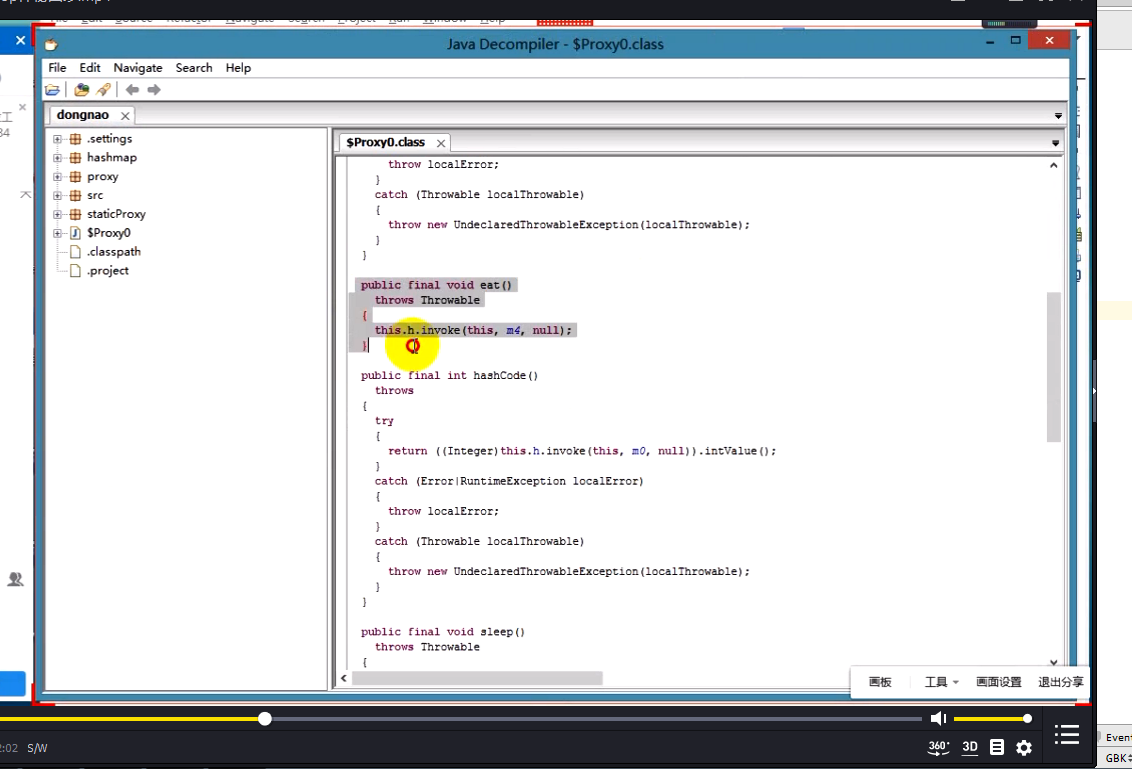 Java Decompiler - $Proxy0.class
File Edit Navigate Search Help
dongnao
$Proxy0.class
.settings
hashmap
proxy
src
staticProxy
$Proxy0
.classpath
.project
throw localError;
}
catch (Throwable localThrowable)
{
throw new UndeclaredThrowableException(localThrowable);
}
}
public final void eat()
throws Throwable
{
this.h.invoke(this, m4, null);
}
public final int hashCode()
throws
{
try
{
return ((Integer)this.h.invoke(this, m0, null)).intValue();
}
catch (Error|RuntimeException localError)
{
throw localError;
}
catch (Throwable localThrowable)
{
throw new UndeclaredThrowableException(localThrowable);
}
}
public final void sleep()
throws Throwable
{
画板 工具 画面设置 退出分享
:02 S/W
360° 3D
Event
GBK